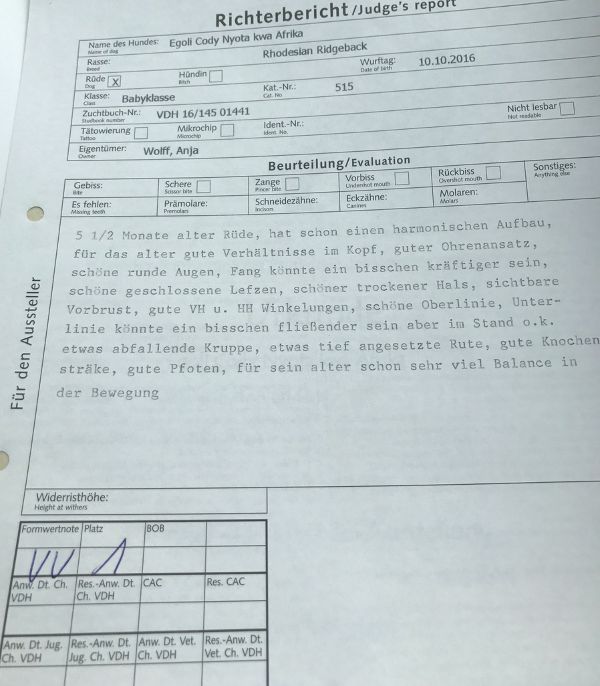 Richterbericht /Judge's report
Name des Hundes: Egoli Cody Nyota kwa Afrika
Name of dog
Rasse: Rhodesian Ridgeback
Breed
Wurftag: 10.10.2016
Date of birth
Rüde X Hündin
Dog Bitch
Kat.-Nr.: 515
Cat. No.
Klasse: Babyklasse
Class
Zuchtbuch-Nr.: VDH 16/145 01441
Studbook number
Nicht lesbar
Not readable
Tätowierung Mikrochip Ident.-Nr.:
Tattoo Microchip Ident. No.
Eigentümer: Wolff, Anja
Owner
Beurteilung/Evaluation
Gebiss: Schere Zange Vorbiss Rückbiss Sonstiges:
Bite Scissor bite Pincer bite Undershot mouth Overshot mouth Anything else
Es fehlen: Prämolare: Schneidezähne: Eckzähne: Molaren:
Missing teeth Premolars Incisors Canines Molars
5 1/2 Monate alter Rüde, hat schon einen harmonischen Aufbau,
für das alter gute Verhältnisse im Kopf, guter Ohrenansatz,
schöne runde Augen, Fang könnte ein bisschen kräftiger sein,
schöne geschlossene Lefzen, schöner trockener Hals, sichtbare
Vorbrust, gute VH u. HH Winkelungen, schöne Oberlinie, Unter-
linie könnte ein bisschen fließender sein aber im Stand o.k.
etwas abfallende Kruppe, etwas tief angesetzte Rute, gute Knochen
sträke, gute Pfoten, für sein alter schon sehr viel Balance in
der Bewegung
Für den Aussteller
Widerristhöhe:
Height at withers
Formwertnote Platz BOB
VV 1
Anw. Dt. Ch. Res.-Anw. Dt. CAC Res. CAC
VDH Ch. VDH
Anw. Dt. Jug. Res.-Anw. Dt. Anw. Dt. Vet. Res.-Anw. Dt.
Ch. VDH Jug. Ch. VDH Ch. VDH Vet. Ch. VDH